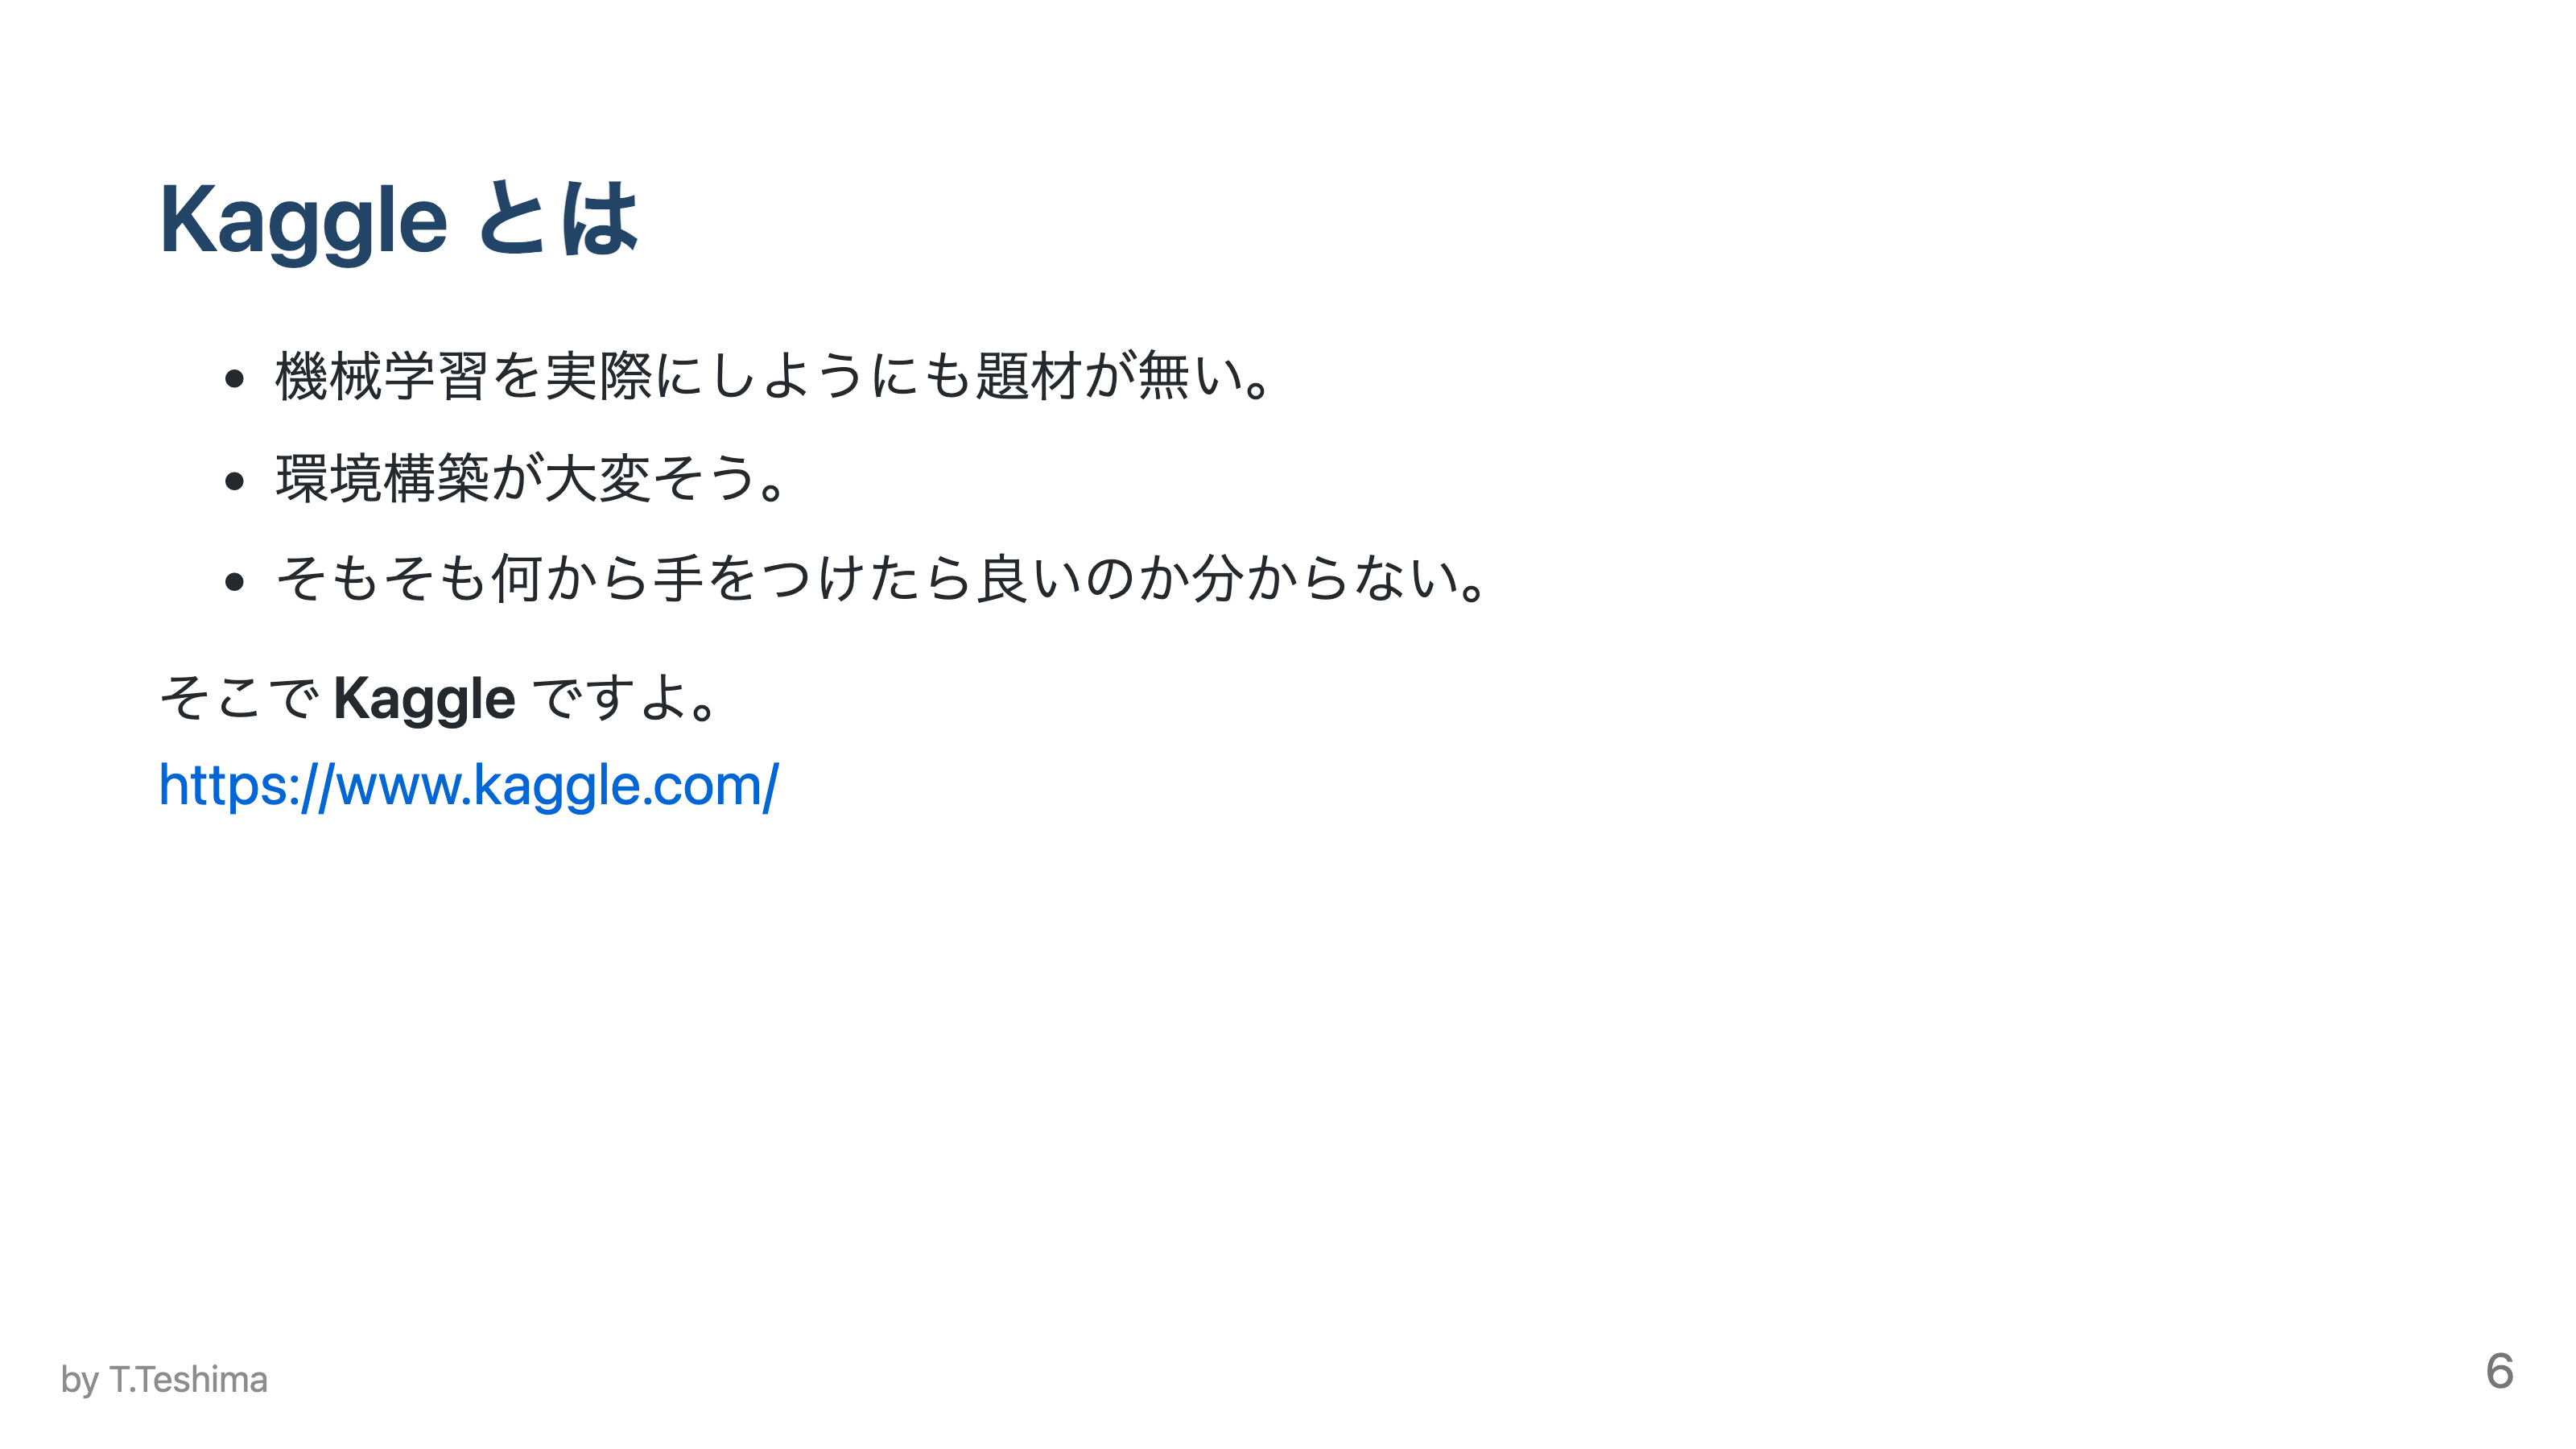 Kaggle とは
• 機械学習を実際にしようにも題材が無い。
• 環境構築が大変そう。
• そもそも何から手をつけたら良いのか分からない。
そこで Kaggle ですよ。
https://www.kaggle.com/
by T.Teshima
6